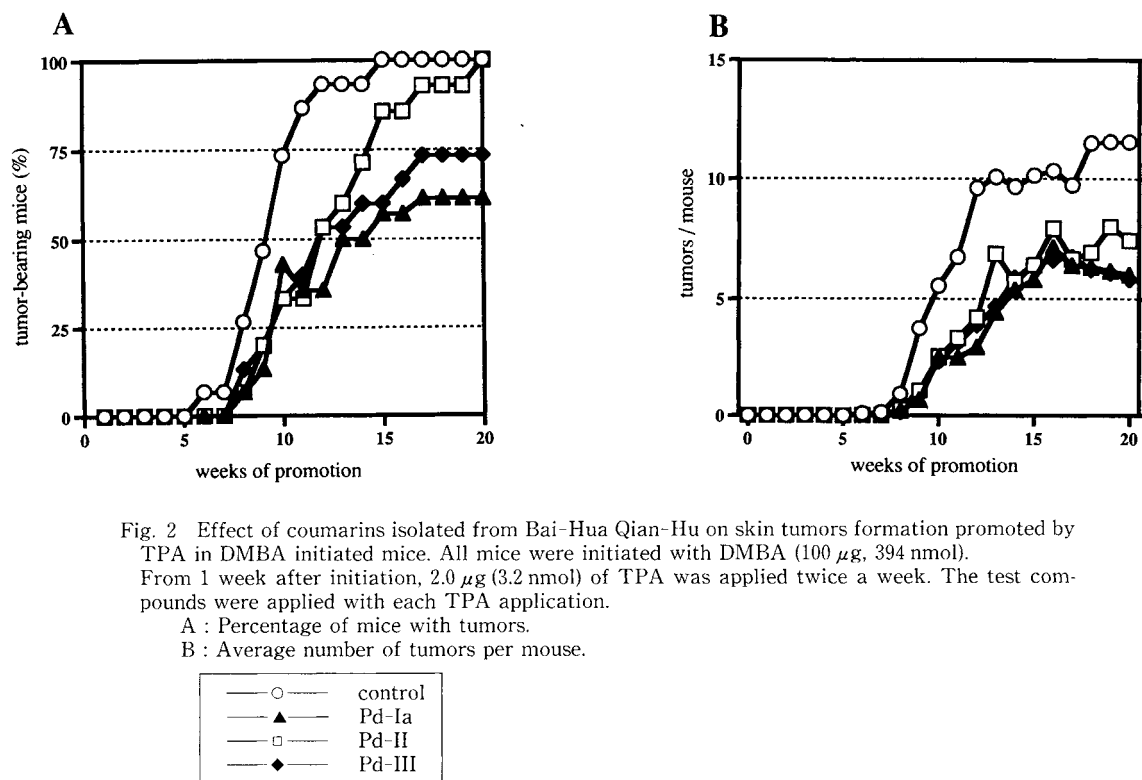 A
B
tumor-bearing mice (%)
100
75
50
25
0
0
5
10
15
20
weeks of promotion
tumors / mouse
15
10
5
0
0
5
10
15
20
weeks of promotion
Fig. 2 Effect of coumarins isolated from Bai-Hua Qian-Hu on skin tumors formation promoted by
TPA in DMBA initiated mice. All mice were initiated with DMBA (100 μg, 394 nmol).
From 1 week after initiation, 2.0 μg (3.2 nmol) of TPA was applied twice a week. The test com-
pounds were applied with each TPA application.
A : Percentage of mice with tumors.
B : Average number of tumors per mouse.
control
Pd-Ia
Pd-II
Pd-III